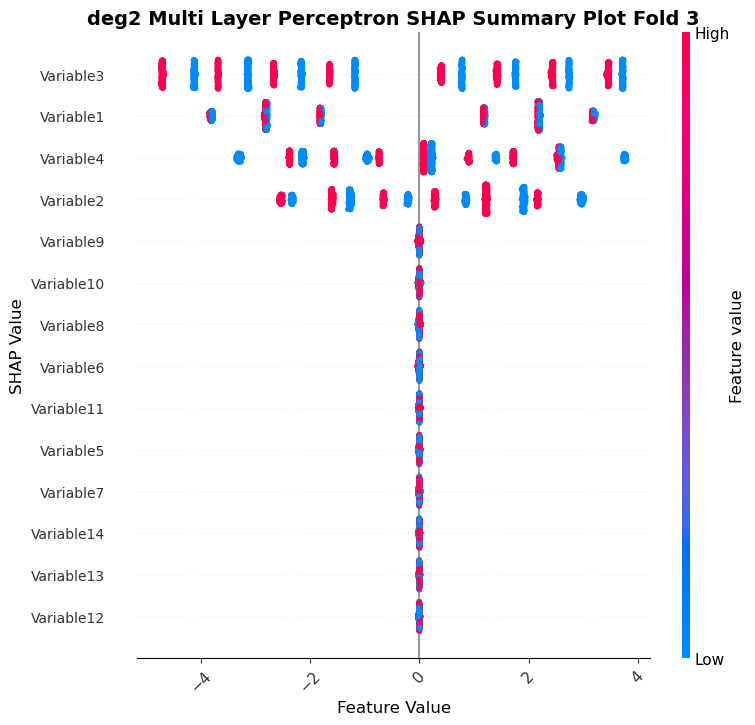 deg2 Multi Layer Perceptron SHAP Summary Plot Fold 3
High
Variable3
Variable1
Variable4
Variable2
Variable9
Variable10
Variable8
Variable6
Variable11
Variable5
Variable7
Variable14
Variable13
Variable12
SHAP Value
Feature value
Low
−4
−2
0
2
4
Feature Value